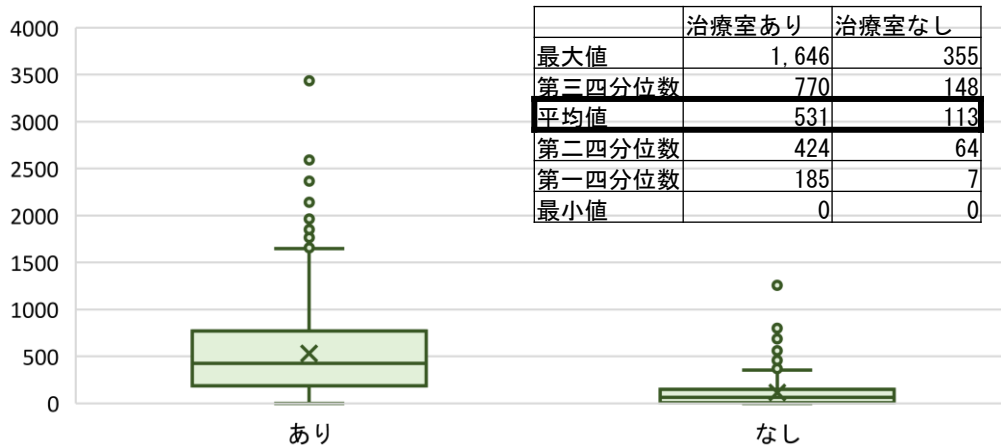 治療室あり 治療室なし
最大値 1,646 355
第三四分位数 770 148
平均値 531 113
第二四分位数 424 64
第一四分位数 185 7
最小値 0 0
4000
3500
3000
2500
2000
1500
1000
500
0
あり なし